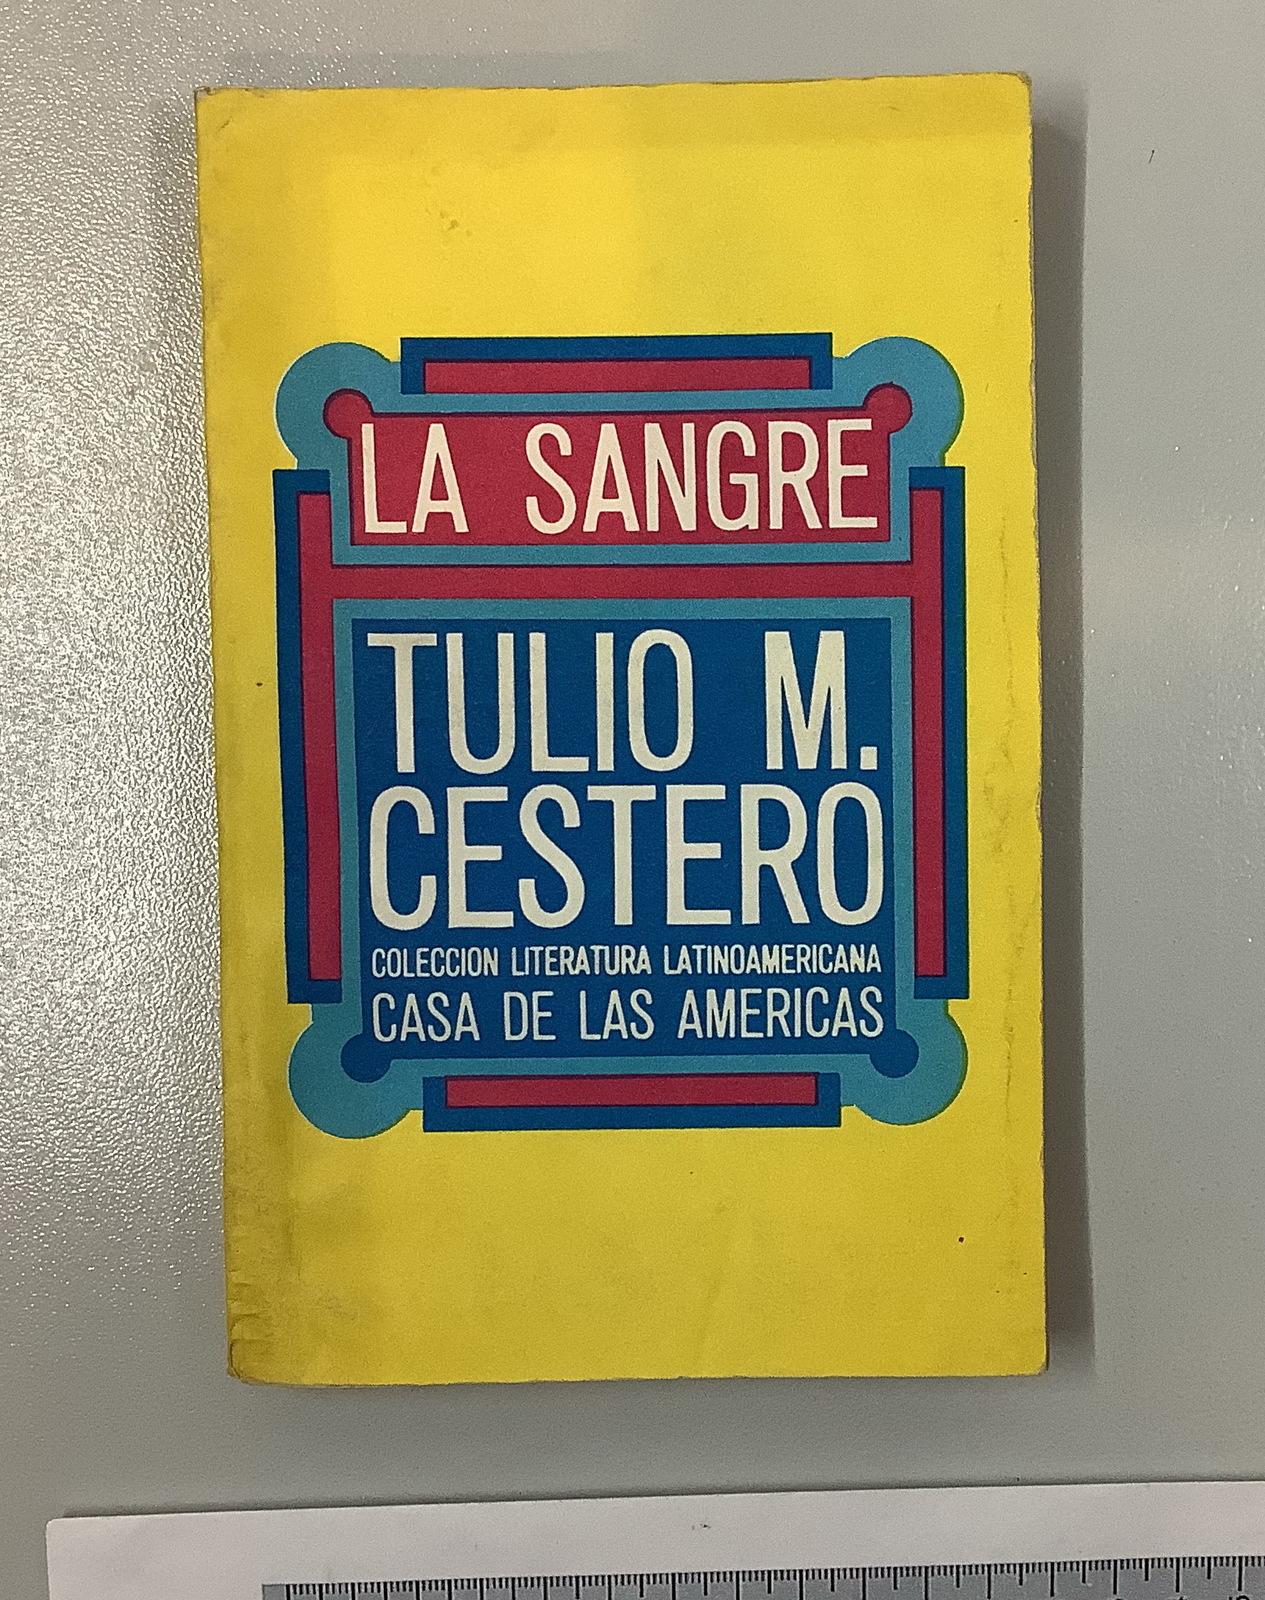 LA SANGRE
TULIO M.
CESTERO
COLECCION LITERATURA LATINOAMERICANA
CASA DE LAS AMERICAS